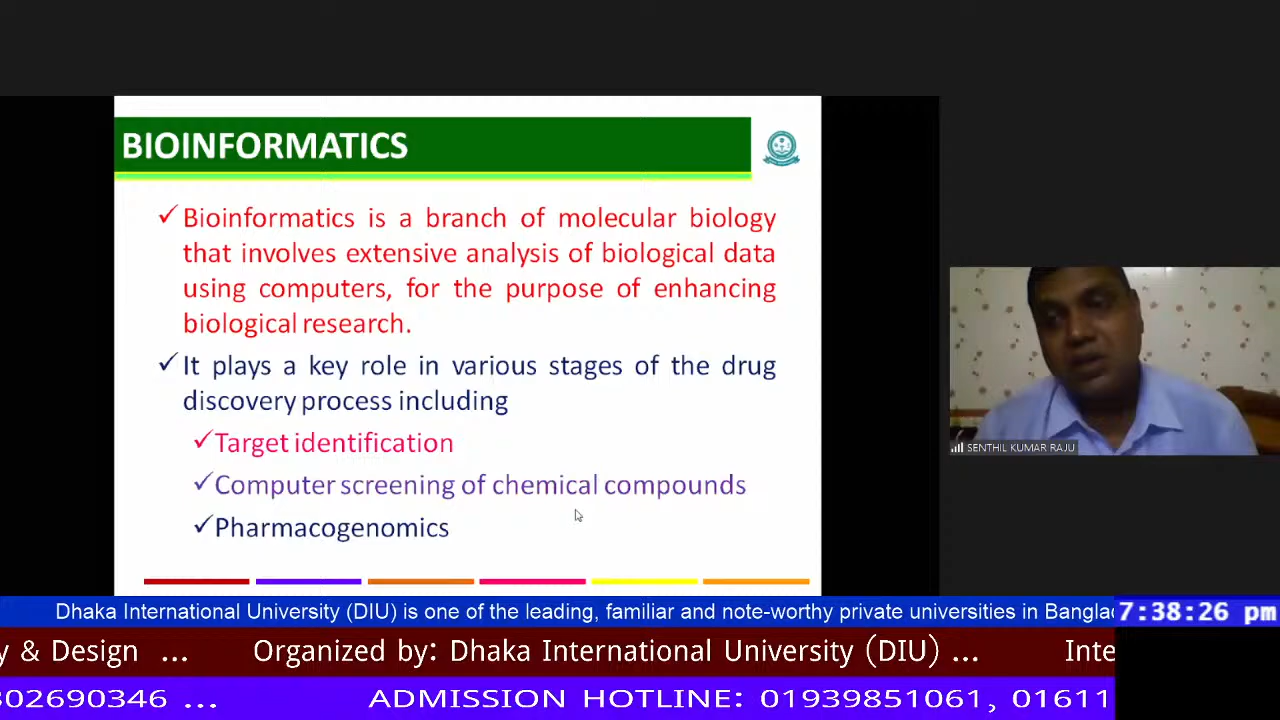 BIOINFORMATICS
✓Bioinformatics is a branch of molecular biology
that involves extensive analysis of biological data
using computers, for the purpose of enhancing
biological research.
✓It plays a key role in various stages of the drug
discovery process including
✓Target identification
✓Computer screening of chemical compounds
✓Pharmacogenomics
SENTHIL KUMAR RAJU
Dhaka International University (DIU) is one of the leading, familiar and note-worthy private universities in Bangla
7:38:26 pm
y & Design ... Organized by: Dhaka International University (DIU) ... Inte
02690346 ... ADMISSION HOTLINE: 01939851061, 01611